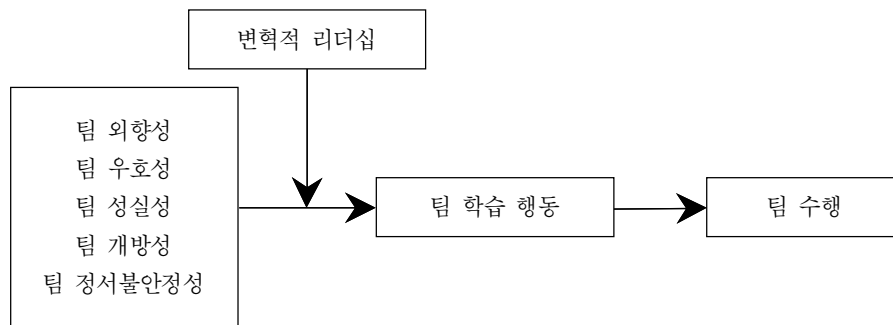 변혁적 리더십
팀 외향성
팀 우호성
팀 성실성
팀 개방성
팀 정서불안정성
팀 학습 행동
팀 수행